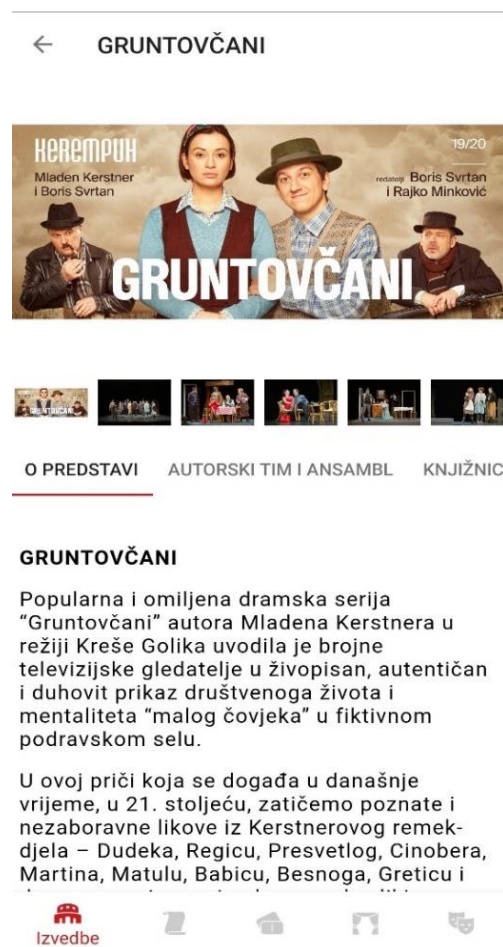 GRUNTOVČANI
KEREMPUH
Mladen Kerstner
i Boris Svrtan
19/20
redatelji Boris Svrtan
i Rajko Minković
GRUNTOVČANI
GRUNTOVČANI
O PREDSTAVI AUTORSKI TIM I ANSAMBL KNJIŽNIC
GRUNTOVČANI
Popularna i omiljena dramska serija
“Gruntovčani” autora Mladena Kerstnera u
režiji Kreše Golika uvodila je brojne
televizijske gledatelje u živopisan, autentičan
i duhovit prikaz društvenoga života i
mentaliteta “malog čovjeka” u fiktivnom
podravskom selu.
U ovoj priči koja se događa u današnje
vrijeme, u 21. stoljeću, zatičemo poznate i
nezaboravne likove iz Kerstnerovog remek-
djela – Dudeka, Regicu, Presvetlog, Cinobera,
Martina, Matulu, Babicu, Besnoga, Greticu i
Izvedbe